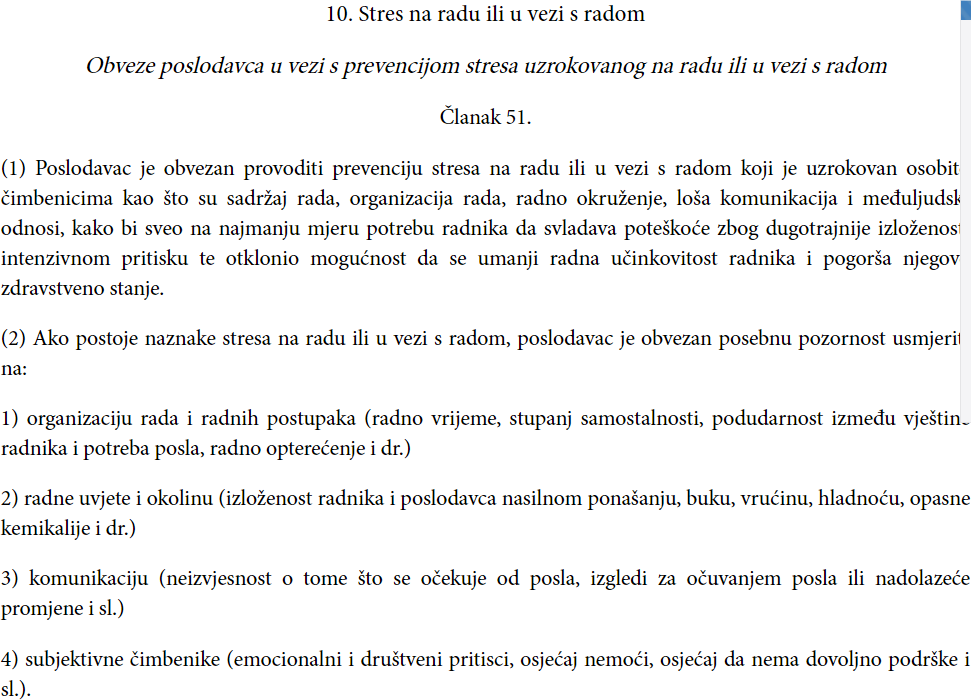 10. Stres na radu ili u vezi s radom
Obveze poslodavca u vezi s prevencijom stresa uzrokovanog na radu ili u vezi s radom
Članak 51.
(1) Poslodavac je obvezan provoditi prevenciju stresa na radu ili u vezi s radom koji je uzrokovan osobit
čimbenicima kao što su sadržaj rada, organizacija rada, radno okruženje, loša komunikacija i međuljudsk
odnosi, kako bi sveo na najmanju mjeru potrebu radnika da svladava poteškoće zbog dugotrajnije izloženost
intenzivnom pritisku te otklonio mogućnost da se umanji radna učinkovitost radnika i pogorša njegov
zdravstveno stanje.
(2) Ako postoje naznake stresa na radu ili u vezi s radom, poslodavac je obvezan posebnu pozornost usmjerit
na:
1) organizaciju rada i radnih postupaka (radno vrijeme, stupanj samostalnosti, podudarnost između vještina
radnika i potreba posla, radno opterećenje i dr.)
2) radne uvjete i okolinu (izloženost radnika i poslodavca nasilnom ponašanju, buku, vrućinu, hladnoću, opasne
kemikalije i dr.)
3) komunikaciju (neizvjesnost o tome što se očekuje od posla, izgledi za očuvanjem posla ili nadolazeće
promjene i sl.)
4) subjektivne čimbenike (emocionalni i društveni pritisci, osjećaj nemoći, osjećaj da nema dovoljno podrške i
sl.).